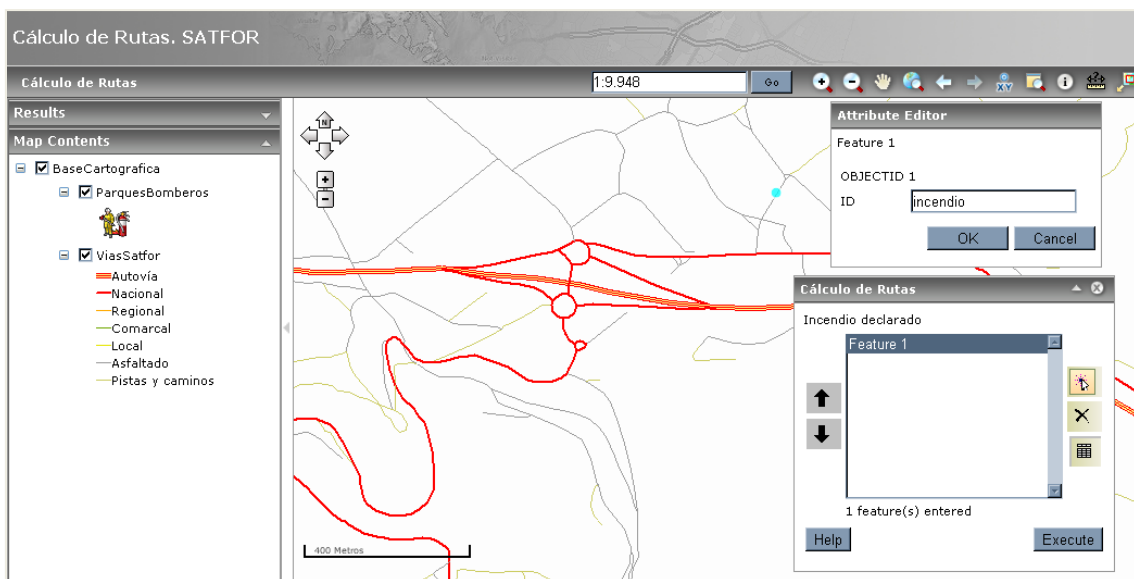 Cálculo de Rutas. SATFOR
Cálculo de Rutas
1:9.948
Go
Results
Map Contents
BaseCartografica
ParquesBomberos
ViasSatfor
Autovía
Nacional
Regional
Comarcal
Local
Asfaltado
Pistas y caminos
N
400 Metros
Attribute Editor
Feature 1
OBJECTID 1
ID
incendio
OK
Cancel
Cálculo de Rutas
Incendio declarado
Feature 1
1 feature(s) entered
Help
Execute